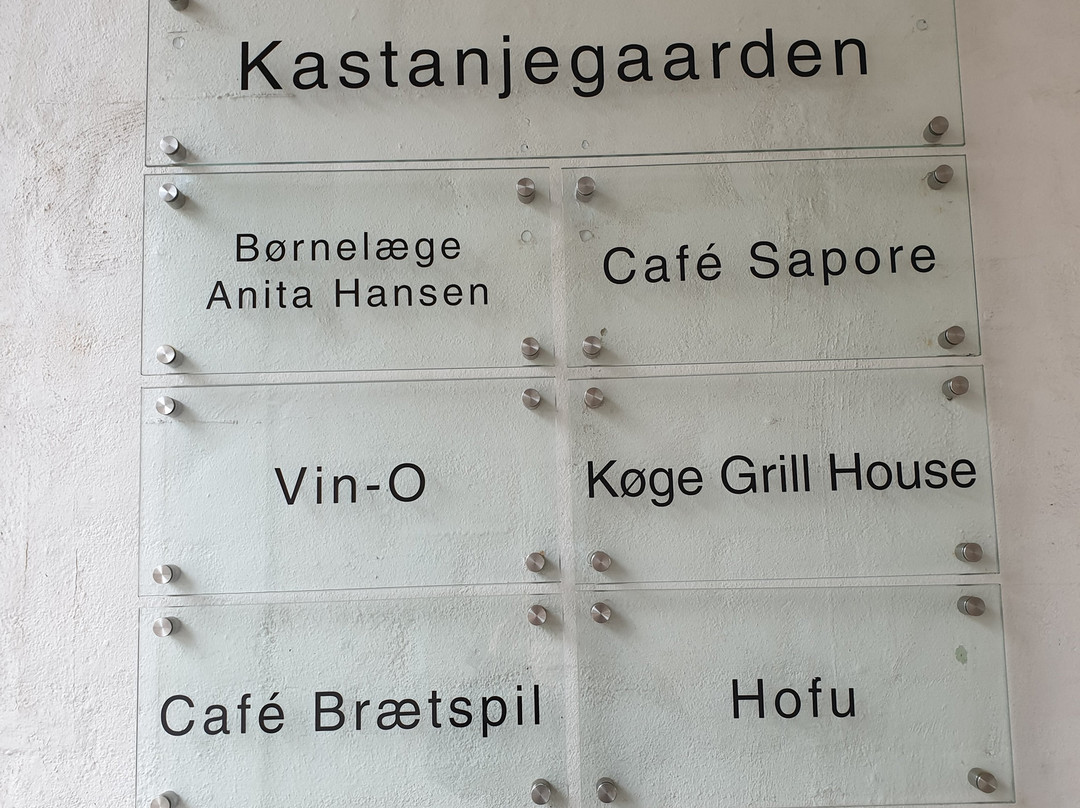 Kastanjegaarden
Børnelæge
Anita Hansen
Café Sapore
Vin-O
Køge Grill House
Café Brætspil
Hofu